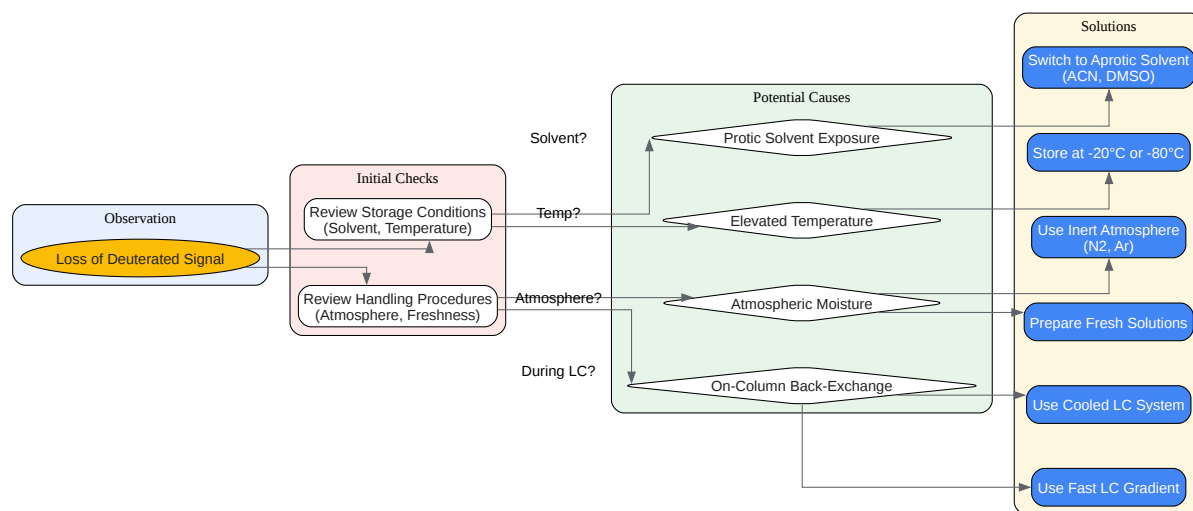 Observation
Loss of Deuterated Signal
Initial Checks
Review Storage Conditions
(Solvent, Temperature)
Review Handling Procedures
(Atmosphere, Freshness)
Solvent?
Temp?
Atmosphere?
During LC?
Potential Causes
Protic Solvent Exposure
Elevated Temperature
Atmospheric Moisture
On-Column Back-Exchange
Solutions
Switch to Aprotic Solvent
(ACN, DMSO)
Store at -20°C or -80°C
Use Inert Atmosphere
(N2, Ar)
Prepare Fresh Solutions
Use Cooled LC System
Use Fast LC Gradient